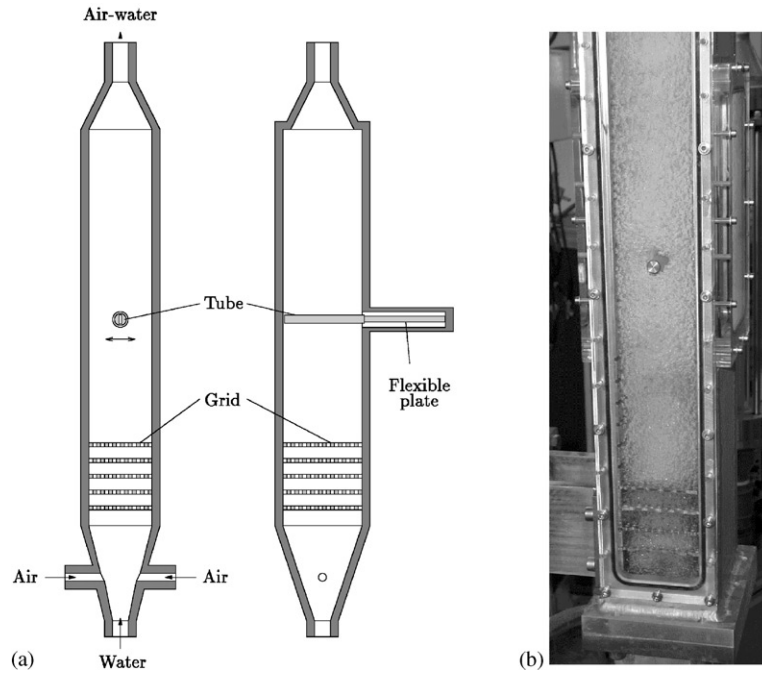 Air-water
Tube
Flexible
plate
Grid
Air
Air
Water
(a)
(b)